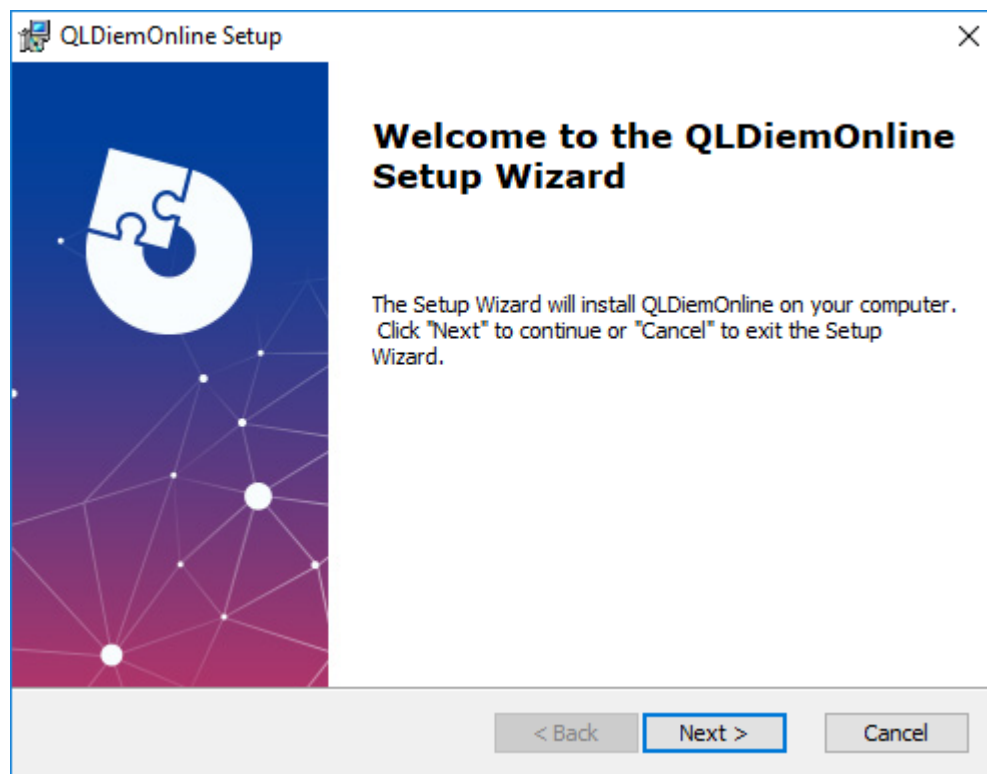 QLDiemOnline Setup
Welcome to the QLDiemOnline
Setup Wizard
The Setup Wizard will install QLDiemOnline on your computer.
Click "Next" to continue or "Cancel" to exit the Setup
Wizard.
< Back Next > Cancel